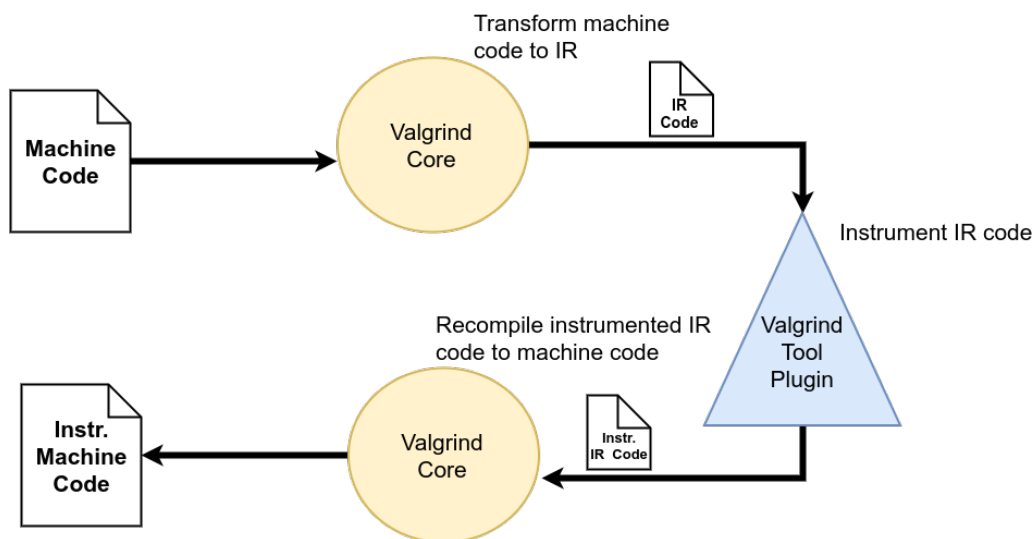 Transform machine
code to IR
IR
Code
Machine
Code
Valgrind
Core
Instrument IR code
Valgrind
Tool
Plugin
Recompile instrumented IR
code to machine code
Instr.
IR Code
Valgrind
Core
Instr.
Machine
Code